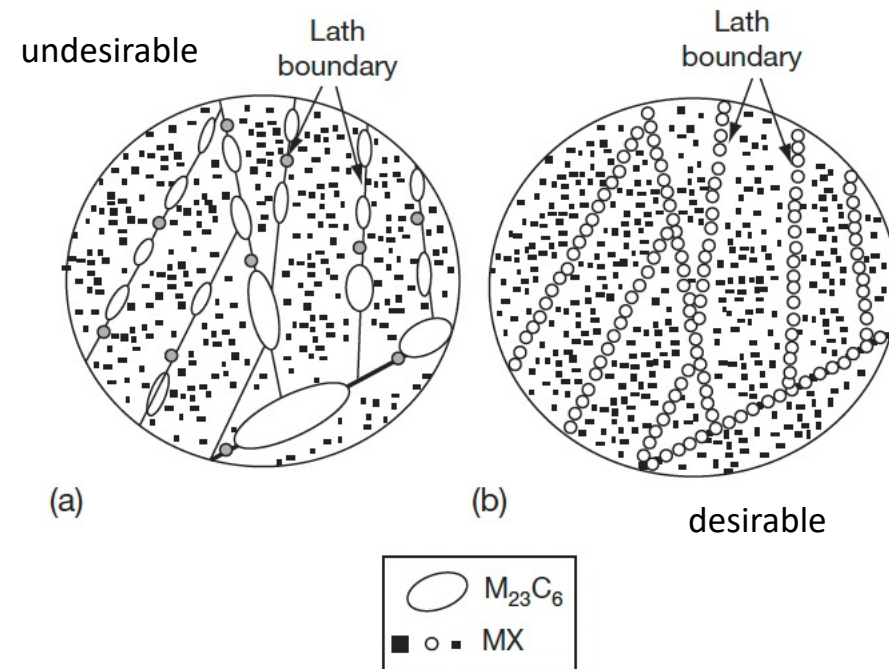 undesirable
Lath
boundary
Lath
boundary
(a)
(b)
desirable
M₂₃C₆
MX